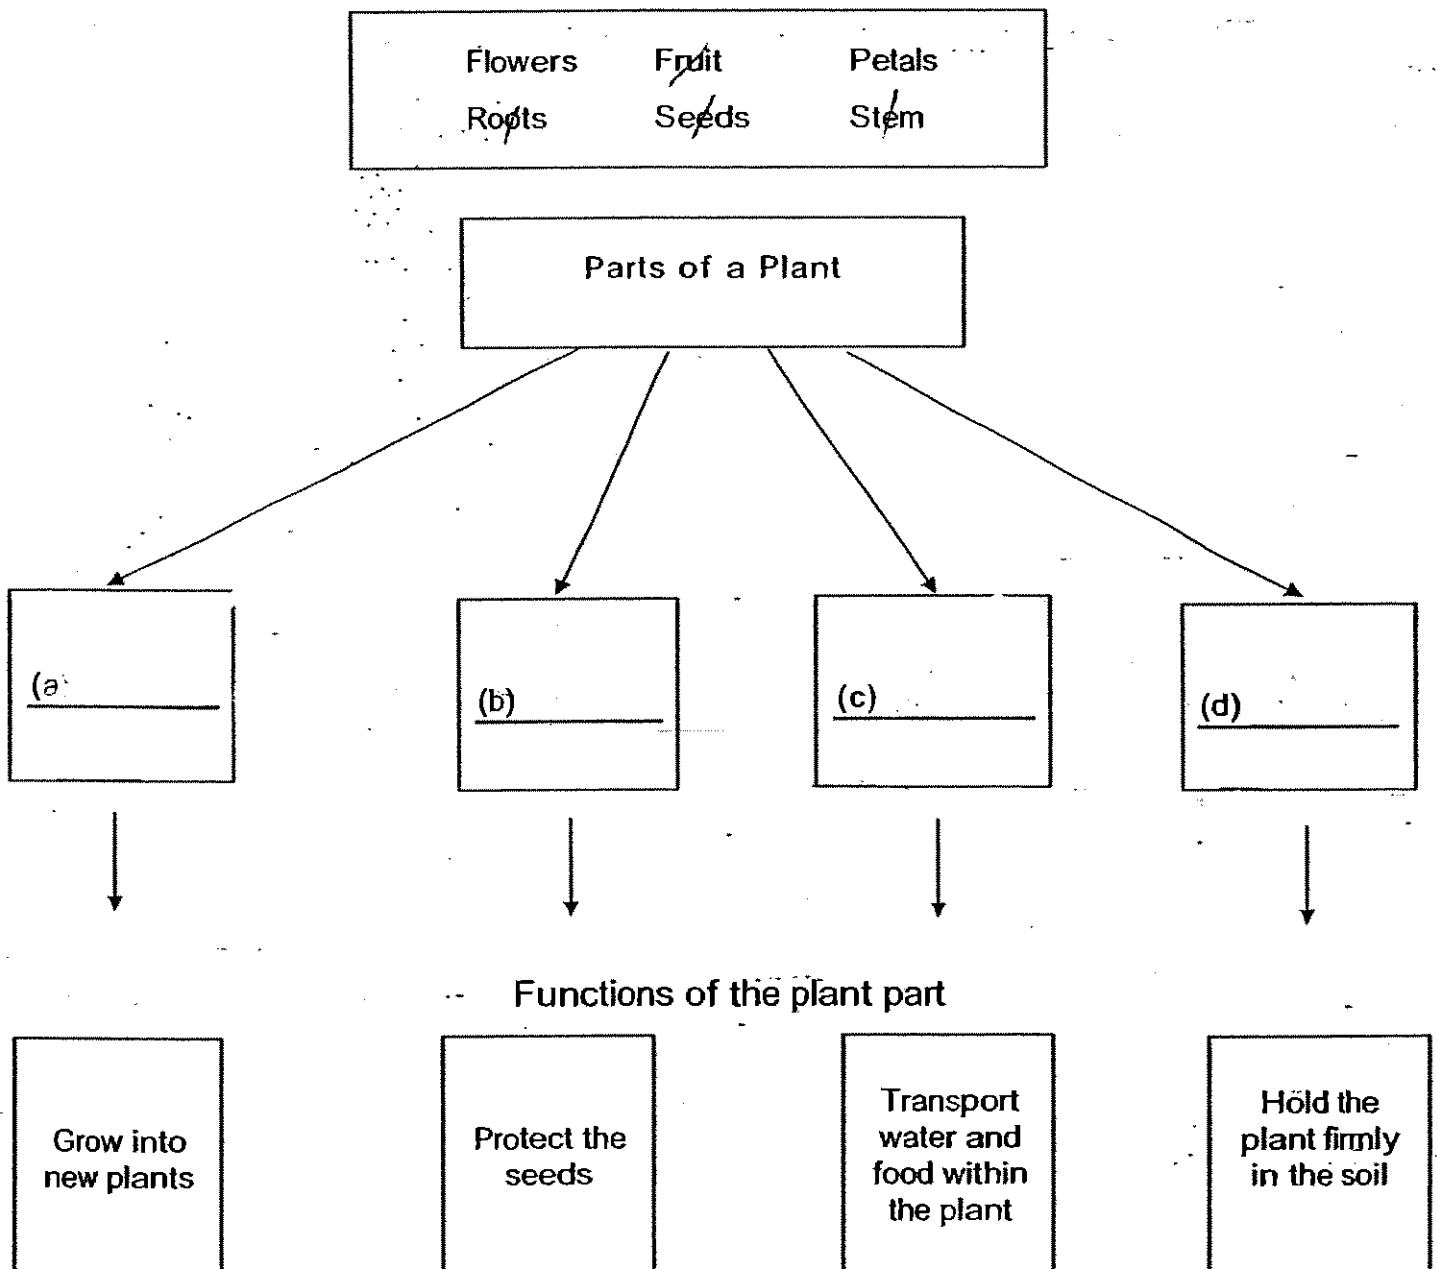 Flowers Fruit Petals
Roots Seeds Stem
Parts of a Plant
(a
(b)
(c)
(d)
Functions of the plant part
Grow into
new plants
Protect the
seeds
Transport
water and
food within
the plant
Hold the
plant firmly
in the soil